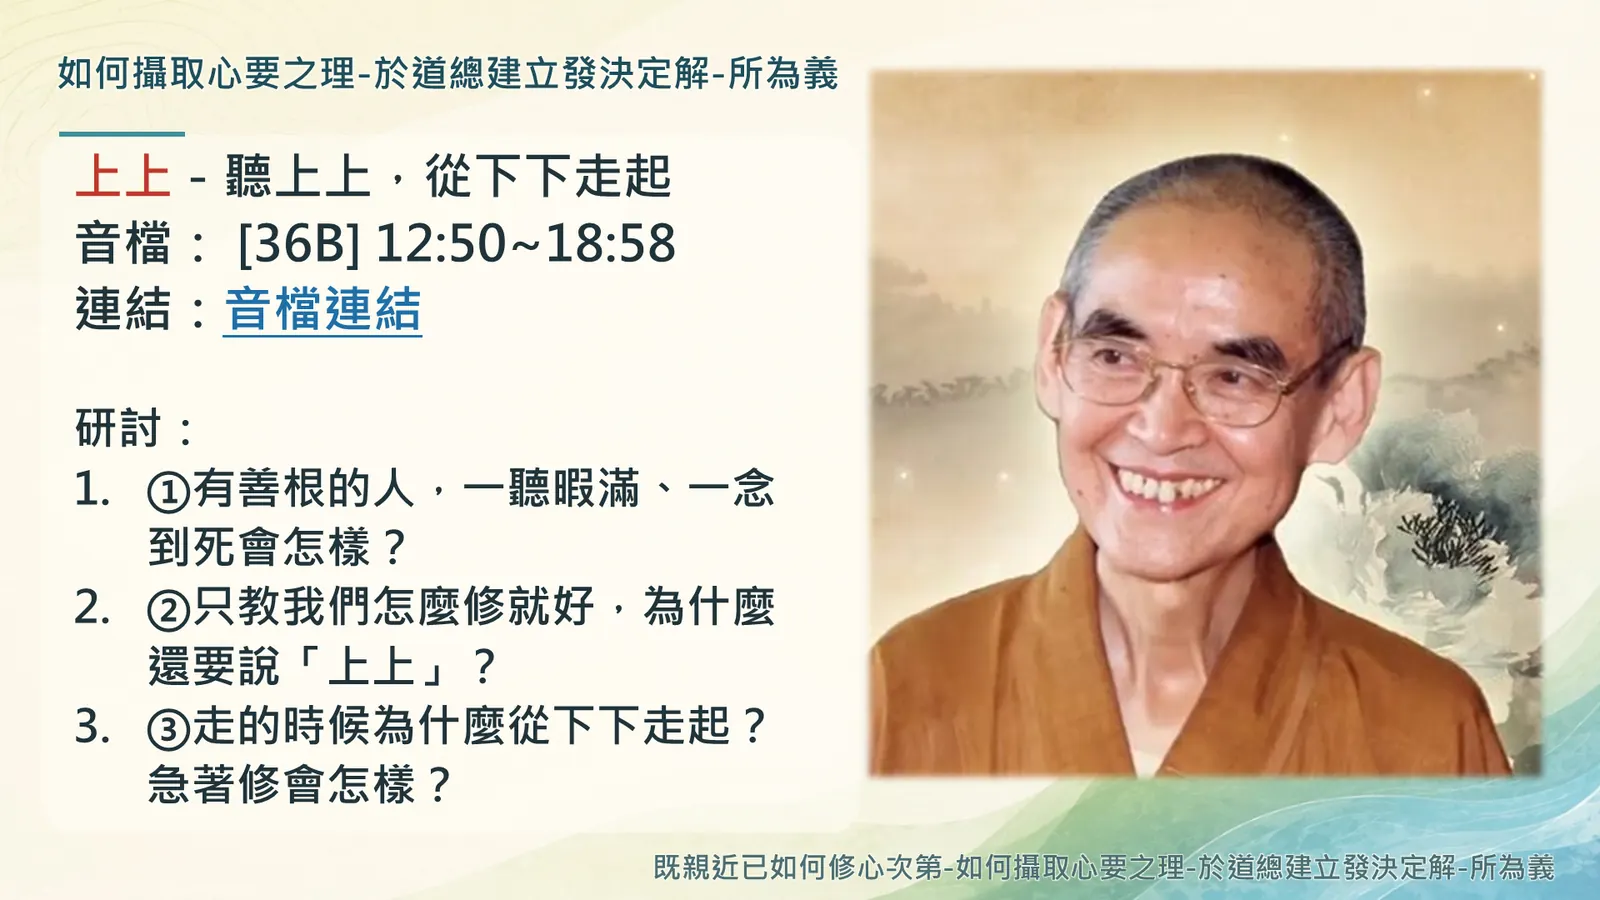 如何攝取心要之理-於道總建立發決定解-所為義
上上 - 聽上上，從下下走起
音檔： [36B] 12:50~18:58
連結：音檔連結
研討：
1. ①有善根的人，一聽暇滿、一念
到死會怎樣？
2. ②只教我們怎麼修就好，為什麼
還要說「上上」？
3. ③走的時候為什麼從下下走起？
急著修會怎樣？
既親近已如何修心次第-如何攝取心要之理-於道總建立發決定解-所為義